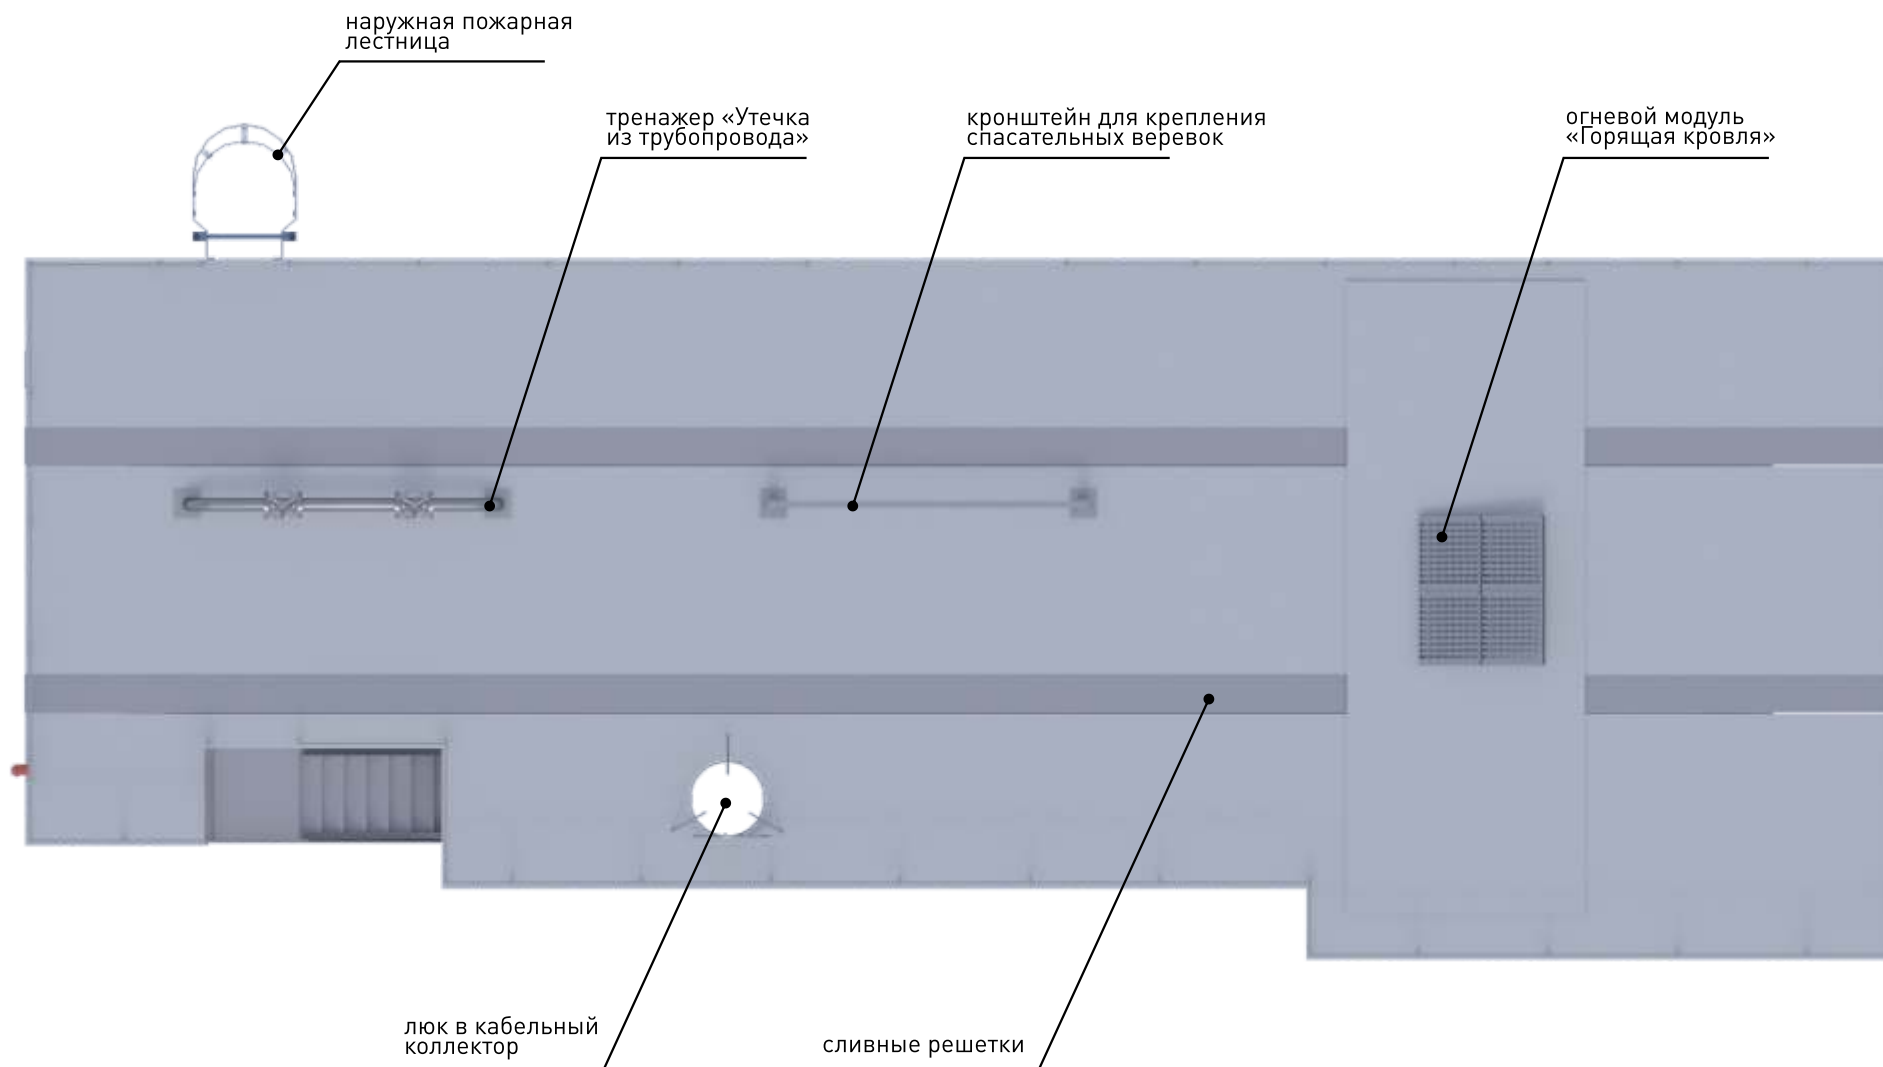 наружная пожарная
лестница
тренажер «Утечка
из трубопровода»
кронштейн для крепления
спасательных веревок
огневой модуль
«Горящая кровля»
люк в кабельный
коллектор
сливные решетки